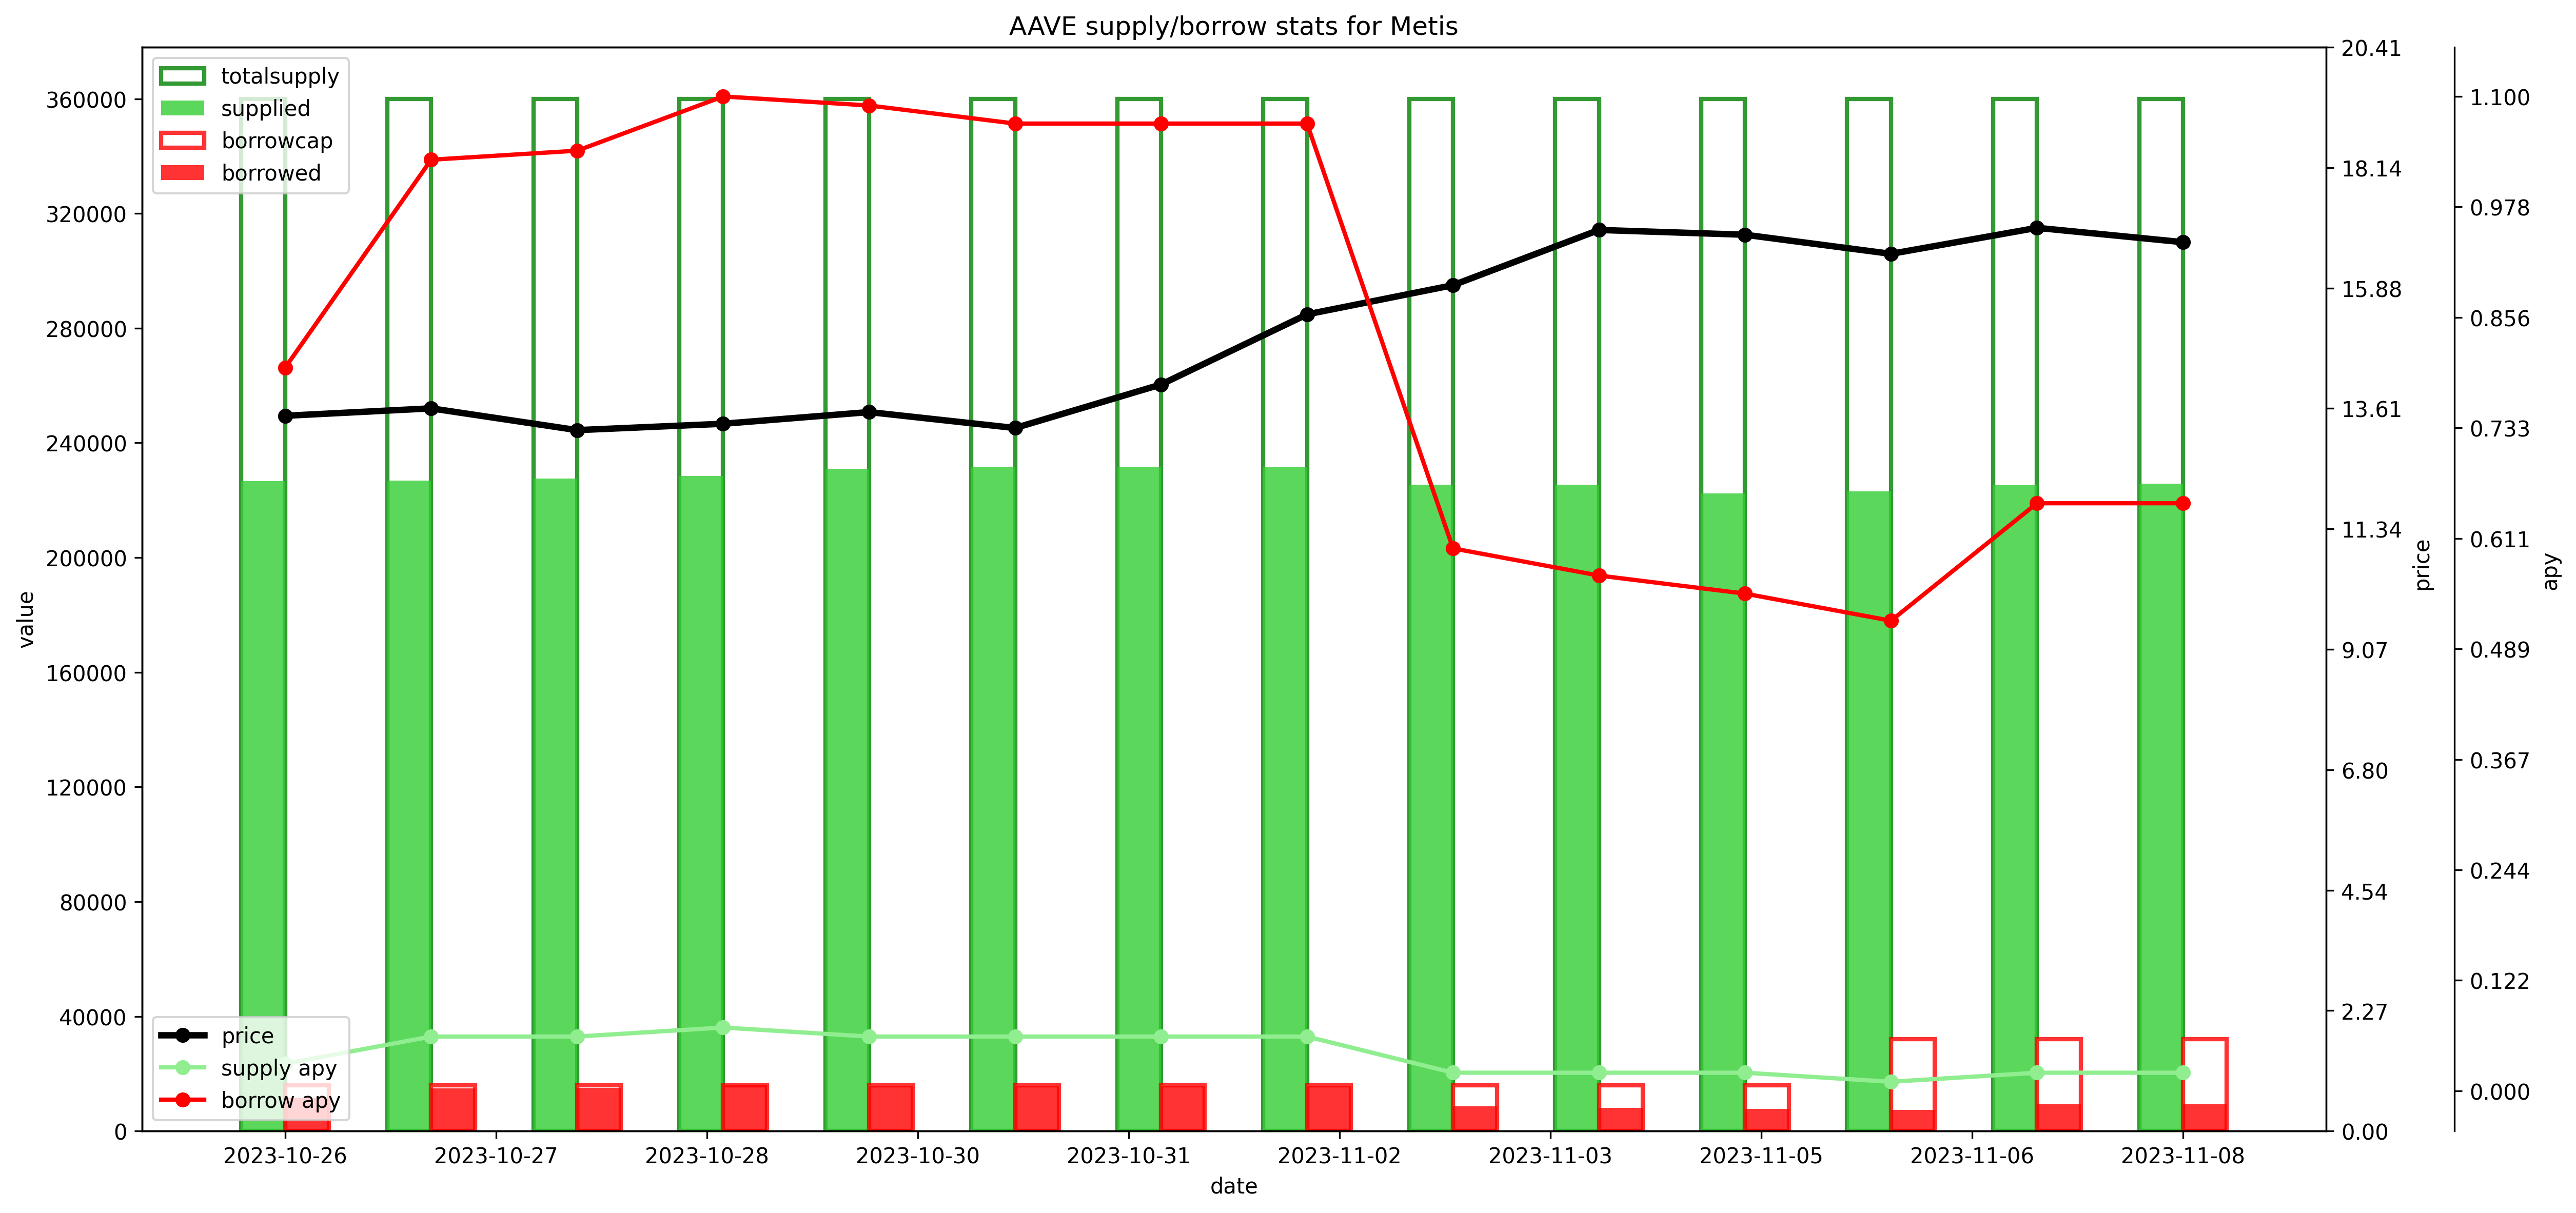 AAVE supply/borrow stats for Metis
totalsupply
supplied
borrowcap
borrowed
price
supply apy
borrow apy
value
360000
320000
280000
240000
200000
160000
120000
80000
40000
0
20.41
18.14
15.88
13.61
11.34
9.07
6.80
4.54
2.27
0.00
price
1.100
0.978
0.856
0.733
0.611
0.489
0.367
0.244
0.122
0.000
apy
2023-10-26 2023-10-27 2023-10-28 2023-10-30 2023-10-31 2023-11-02 2023-11-03 2023-11-05 2023-11-06 2023-11-08
date